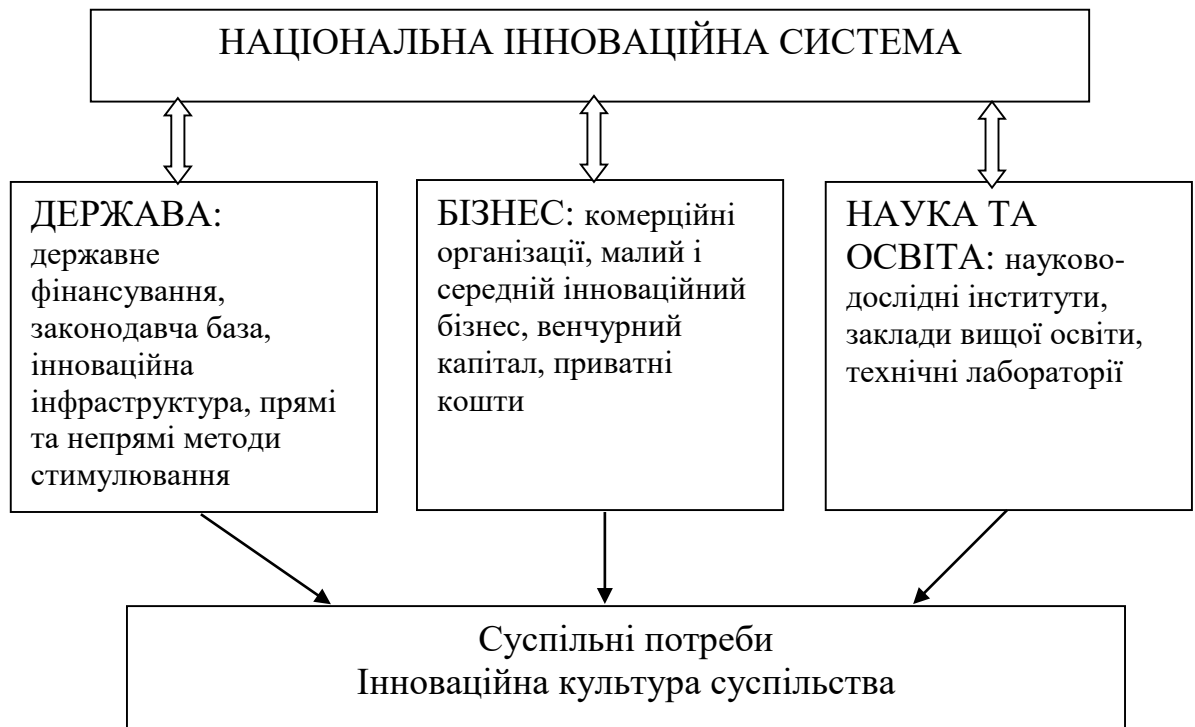 НАЦІОНАЛЬНА ІННОВАЦІЙНА СИСТЕМА
ДЕРЖАВА:
державне
фінансування,
законодавча база,
інноваційна
інфраструктура, прямі
та непрямі методи
стимулювання
БІЗНЕС: комерційні
організації, малий і
середній інноваційний
бізнес, венчурний
капітал, приватні
кошти
НАУКА ТА
ОСВІТА: науково-
дослідні інститути,
заклади вищої освіти,
технічні лабораторії
Суспільні потреби
Інноваційна культура суспільства